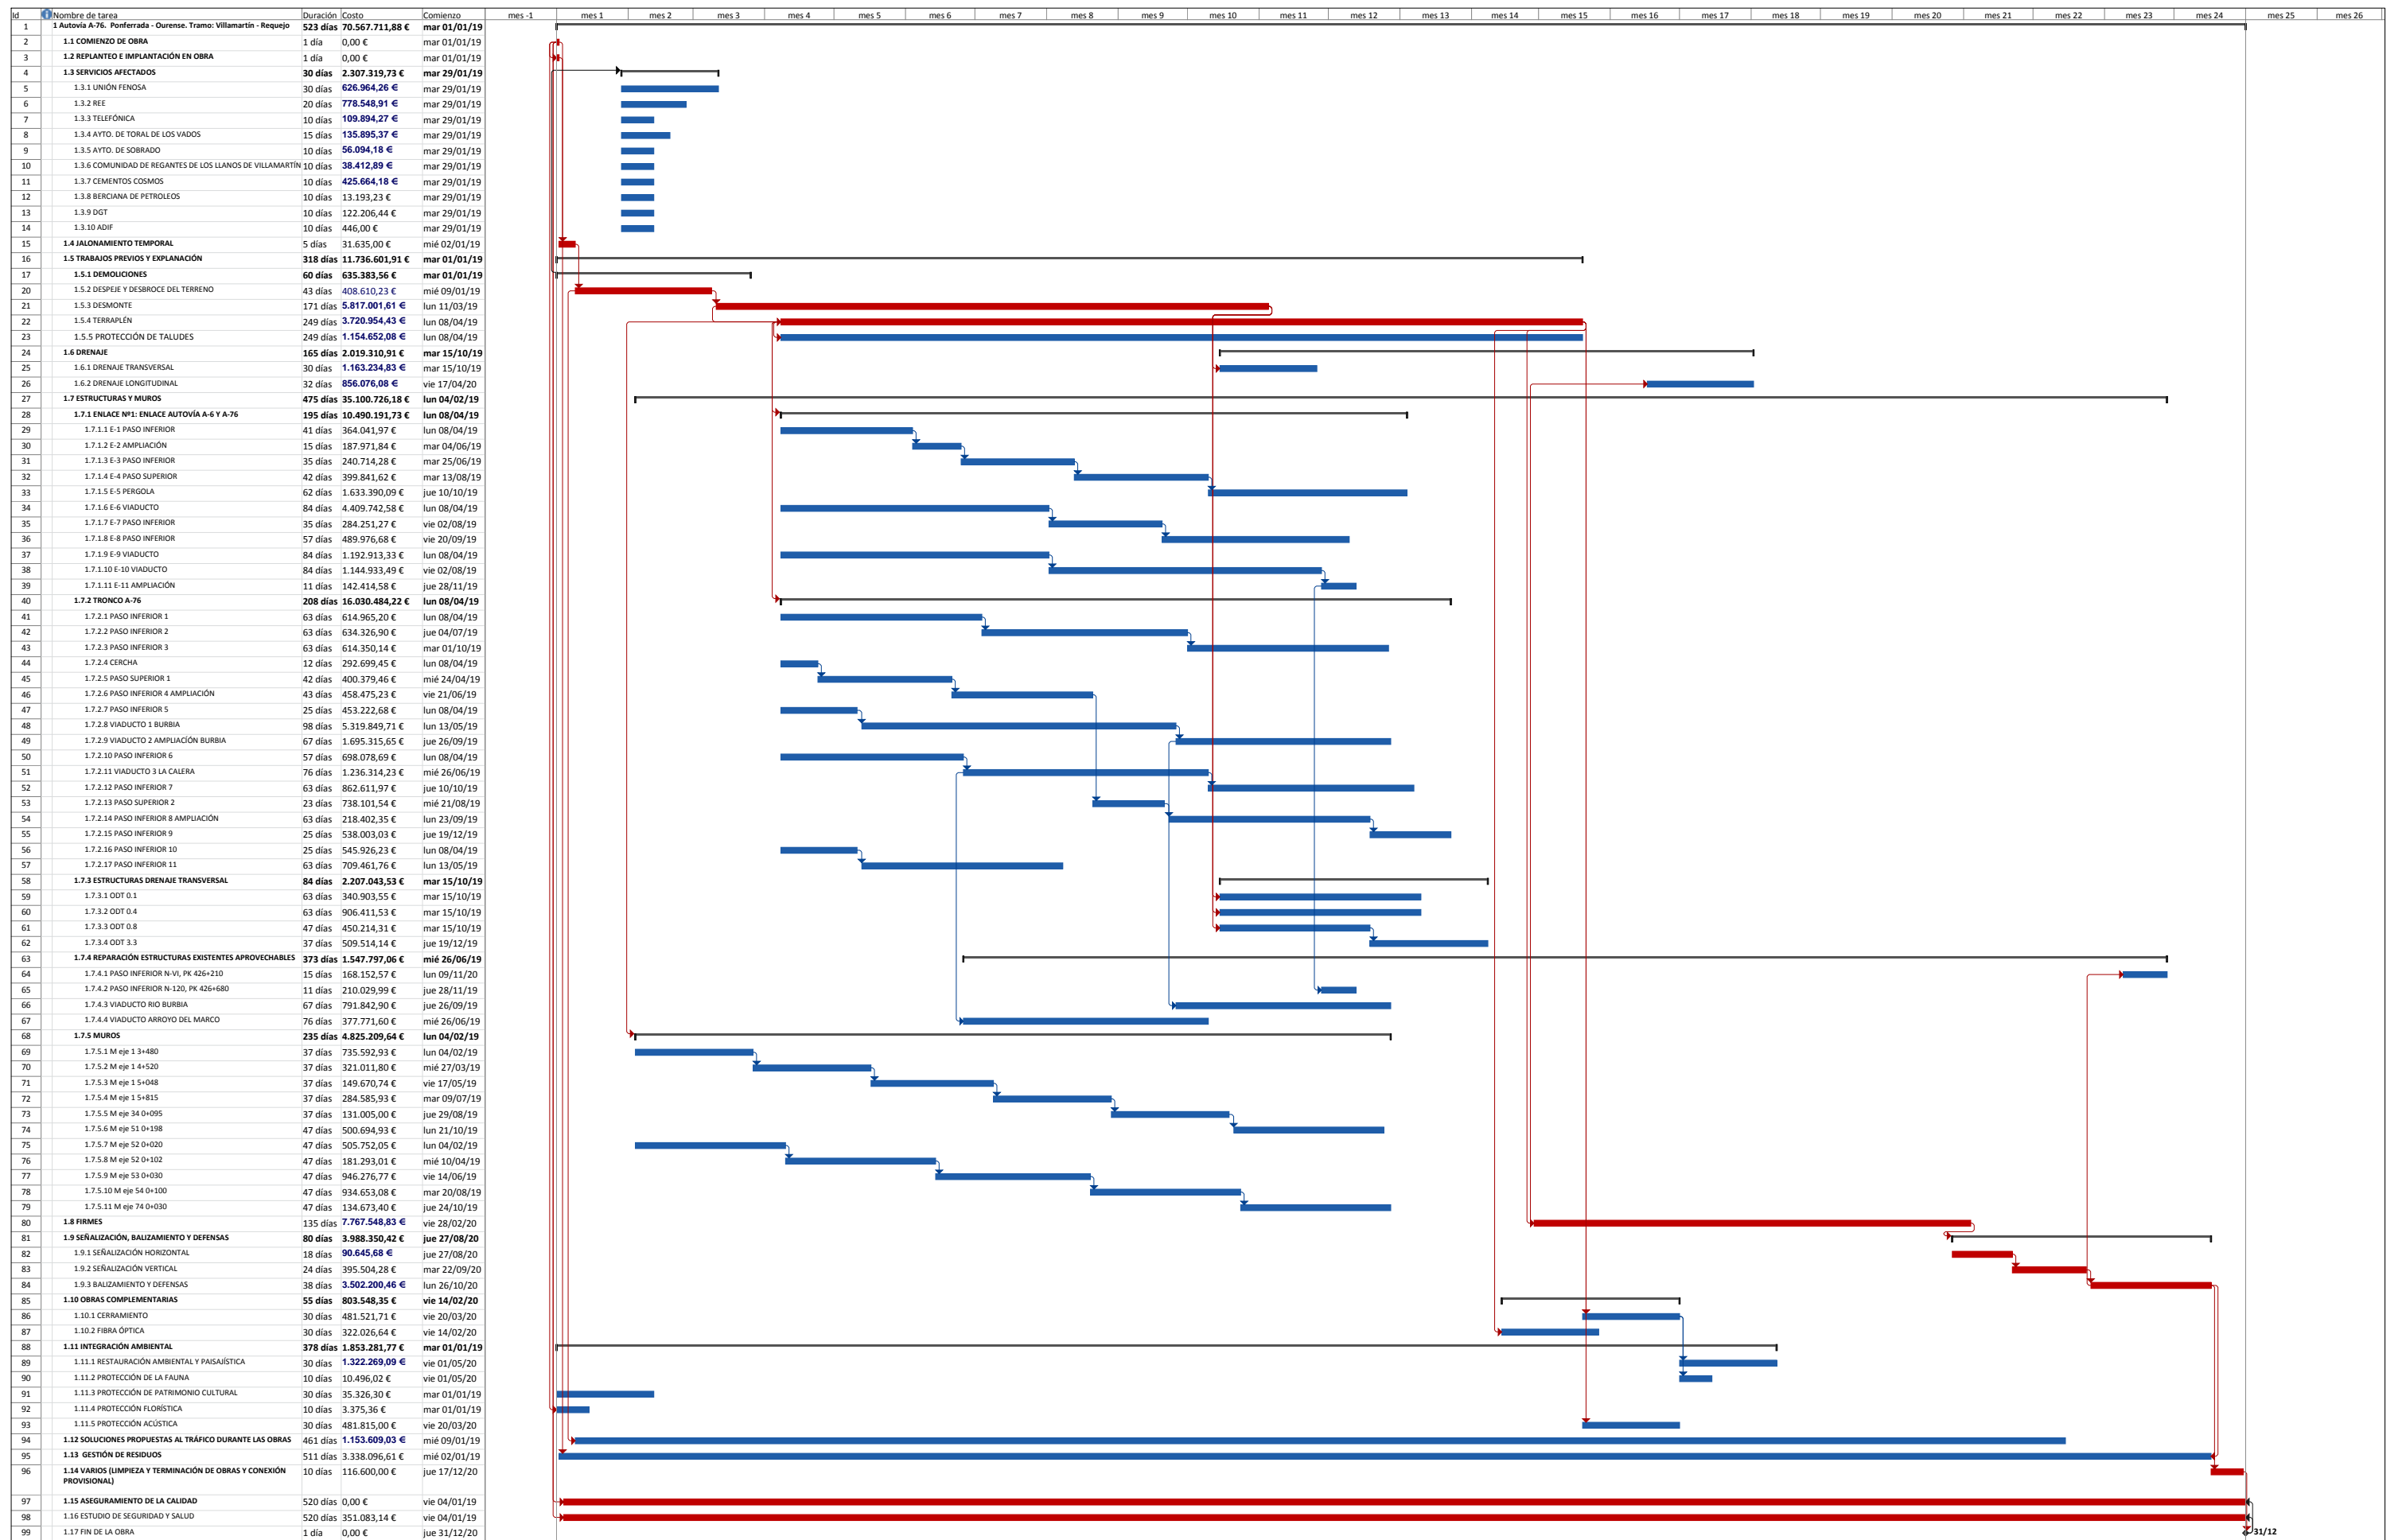 Id Nombre de tarea Duración Costo Comienzo mes -1 mes 1 mes 2 mes 3 mes 4 mes 5 mes 6 mes 7 mes 8 mes 9 mes 10 mes 11 mes 12 mes 13 mes 14 mes 15 mes 16 mes 17 mes 18 mes 19 mes 20 mes 21 mes 22 mes 23 mes 24 mes 25 mes 26
1 1 Autovía A-76. Ponferrada - Ourense. Tramo: Villamartín - Requejo 523 días 70.567.711,88 € mar 01/01/19
2 1.1 COMIENZO DE OBRA 1 día 0,00 € mar 01/01/19
3 1.2 REPLANTEO E IMPLANTACIÓN EN OBRA 1 día 0,00 € mar 01/01/19
4 1.3 SERVICIOS AFECTADOS 30 días 2.307.319,73 € mar 29/01/19
5 1.3.1 UNIÓN FENOSA 30 días 626.964,26 € mar 29/01/19
6 1.3.2 REE 20 días 778.548,91 € mar 29/01/19
7 1.3.3 TELEFÓNICA 10 días 109.894,27 € mar 29/01/19
8 1.3.4 AYTO. DE TORAL DE LOS VADOS 15 días 135.895,37 € mar 29/01/19
9 1.3.5 AYTO. DE SOBRADO 10 días 56.094,18 € mar 29/01/19
10 1.3.6 COMUNIDAD DE REGANTES DE LOS LLANOS DE VILLAMARTÍN 10 días 38.412,89 € mar 29/01/19
11 1.3.7 CEMENTOS COSMOS 10 días 425.664,18 € mar 29/01/19
12 1.3.8 BERCIANA DE PETROLEOS 10 días 13.193,23 € mar 29/01/19
13 1.3.9 DGT 10 días 122.206,44 € mar 29/01/19
14 1.3.10 ADIF 10 días 446,00 € mar 29/01/19
15 1.4 JALONAMIENTO TEMPORAL 5 días 31.635,00 € mié 02/01/19
16 1.5 TRABAJOS PREVIOS Y EXPLANACIÓN 318 días 11.736.601,91 € mar 01/01/19
17 1.5.1 DEMOLICIONES 60 días 635.383,56 € mar 01/01/19
20 1.5.2 DESPEJE Y DESBROCE DEL TERRENO 43 días 408.610,23 € mié 09/01/19
21 1.5.3 DESMONTE 171 días 5.817.001,61 € lun 11/03/19
22 1.5.4 TERRAPLÉN 249 días 3.720.954,43 € lun 08/04/19
23 1.5.5 PROTECCIÓN DE TALUDES 249 días 1.154.652,08 € lun 08/04/19
24 1.6 DRENAJE 165 días 2.019.310,91 € mar 15/10/19
25 1.6.1 DRENAJE TRANSVERSAL 30 días 1.163.234,83 € mar 15/10/19
26 1.6.2 DRENAJE LONGITUDINAL 32 días 856.076,08 € vie 17/04/20
27 1.7 ESTRUCTURAS Y MUROS 475 días 35.100.726,18 € lun 04/02/19
28 1.7.1 ENLACE Nº1: ENLACE AUTOVÍA A-6 Y A-76 195 días 10.490.191,73 € lun 08/04/19
29 1.7.1.1 E-1 PASO INFERIOR 41 días 364.041,97 € lun 08/04/19
30 1.7.1.2 E-2 AMPLIACIÓN 15 días 187.971,84 € mar 04/06/19
31 1.7.1.3 E-3 PASO INFERIOR 35 días 240.714,28 € mar 25/06/19
32 1.7.1.4 E-4 PASO SUPERIOR 42 días 399.841,62 € mar 13/08/19
33 1.7.1.5 E-5 PERGOLA 62 días 1.633.390,09 € jue 10/10/19
34 1.7.1.6 E-6 VIADUCTO 84 días 4.409.742,58 € lun 08/04/19
35 1.7.1.7 E-7 PASO INFERIOR 35 días 284.251,27 € vie 02/08/19
36 1.7.1.8 E-8 PASO INFERIOR 57 días 489.976,68 € vie 20/09/19
37 1.7.1.9 E-9 VIADUCTO 84 días 1.192.913,33 € lun 08/04/19
38 1.7.1.10 E-10 VIADUCTO 84 días 1.144.933,49 € vie 02/08/19
39 1.7.1.11 E-11 AMPLIACIÓN 11 días 142.414,58 € jue 28/11/19
40 1.7.2 TRONCO A-76 208 días 16.030.484,22 € lun 08/04/19
41 1.7.2.1 PASO INFERIOR 1 63 días 614.965,20 € lun 08/04/19
42 1.7.2.2 PASO INFERIOR 2 63 días 634.326,90 € jue 04/07/19
43 1.7.2.3 PASO INFERIOR 3 63 días 614.350,14 € mar 01/10/19
44 1.7.2.4 CERCHA 12 días 292.699,45 € lun 08/04/19
45 1.7.2.5 PASO SUPERIOR 1 42 días 400.379,46 € mié 24/04/19
46 1.7.2.6 PASO INFERIOR 4 AMPLIACIÓN 43 días 458.475,23 € vie 21/06/19
47 1.7.2.7 PASO INFERIOR 5 25 días 453.222,68 € lun 08/04/19
48 1.7.2.8 VIADUCTO 1 BURBIA 98 días 5.319.849,71 € lun 13/05/19
49 1.7.2.9 VIADUCTO 2 AMPLIACIÓN BURBIA 67 días 1.695.315,65 € jue 26/09/19
50 1.7.2.10 PASO INFERIOR 6 57 días 698.078,69 € lun 08/04/19
51 1.7.2.11 VIADUCTO 3 LA CALERA 76 días 1.236.314,23 € mié 26/06/19
52 1.7.2.12 PASO INFERIOR 7 63 días 862.611,97 € jue 10/10/19
53 1.7.2.13 PASO SUPERIOR 2 23 días 738.101,54 € mié 21/08/19
54 1.7.2.14 PASO INFERIOR 8 AMPLIACIÓN 63 días 218.402,35 € lun 23/09/19
55 1.7.2.15 PASO INFERIOR 9 25 días 538.003,03 € jue 19/12/19
56 1.7.2.16 PASO INFERIOR 10 25 días 545.926,23 € lun 08/04/19
57 1.7.2.17 PASO INFERIOR 11 63 días 709.461,76 € lun 13/05/19
58 1.7.3 ESTRUCTURAS DRENAJE TRANSVERSAL 84 días 2.207.043,53 € mar 15/10/19
59 1.7.3.1 ODT 0.1 63 días 340.903,55 € mar 15/10/19
60 1.7.3.2 ODT 0.4 63 días 906.411,53 € mar 15/10/19
61 1.7.3.3 ODT 0.8 47 días 450.214,31 € mar 15/10/19
62 1.7.3.4 ODT 3.3 37 días 509.514,14 € jue 19/12/19
63 1.7.4 REPARACIÓN ESTRUCTURAS EXISTENTES APROVECHABLES 373 días 1.547.797,06 € mié 26/06/19
64 1.7.4.1 PASO INFERIOR N-VI, PK 426+210 15 días 168.152,57 € lun 09/11/20
65 1.7.4.2 PASO INFERIOR N-120, PK 426+680 11 días 210.029,99 € jue 28/11/19
66 1.7.4.3 VIADUCTO RIO BURBIA 67 días 791.842,90 € jue 26/09/19
67 1.7.4.4 VIADUCTO ARROYO DEL MARCO 76 días 377.771,60 € mié 26/06/19
68 1.7.5 MUROS 235 días 4.825.209,64 € lun 04/02/19
69 1.7.5.1 M eje 1 3+480 37 días 735.592,93 € lun 04/02/19
70 1.7.5.2 M eje 1 4+520 37 días 321.011,80 € mié 27/03/19
71 1.7.5.3 M eje 1 5+048 37 días 149.670,74 € vie 17/05/19
72 1.7.5.4 M eje 1 5+815 37 días 284.585,93 € mar 09/07/19
73 1.7.5.5 M eje 34 0+095 37 días 131.005,00 € jue 29/08/19
74 1.7.5.6 M eje 51 0+198 47 días 500.694,93 € lun 21/10/19
75 1.7.5.7 M eje 52 0+020 47 días 505.752,05 € lun 04/02/19
76 1.7.5.8 M eje 52 0+102 47 días 181.293,01 € mié 10/04/19
77 1.7.5.9 M eje 53 0+030 47 días 946.276,77 € vie 14/06/19
78 1.7.5.10 M eje 54 0+100 47 días 934.653,08 € mar 20/08/19
79 1.7.5.11 M eje 74 0+030 47 días 134.673,40 € jue 24/10/19
80 1.8 FIRMES 135 días 7.767.548,83 € vie 28/02/20
81 1.9 SEÑALIZACIÓN, BALIZAMIENTO Y DEFENSAS 80 días 3.988.350,42 € jue 27/08/20
82 1.9.1 SEÑALIZACIÓN HORIZONTAL 18 días 90.645,68 € jue 27/08/20
83 1.9.2 SEÑALIZACIÓN VERTICAL 24 días 395.504,28 € mar 22/09/20
84 1.9.3 BALIZAMIENTO Y DEFENSAS 38 días 3.502.200,46 € lun 26/10/20
85 1.10 OBRAS COMPLEMENTARIAS 55 días 803.548,35 € vie 14/02/20
86 1.10.1 CERRAMIENTO 30 días 481.521,71 € vie 20/03/20
87 1.10.2 FIBRA ÓPTICA 30 días 322.026,64 € vie 14/02/20
88 1.11 INTEGRACIÓN AMBIENTAL 378 días 1.853.281,77 € mar 01/01/19
89 1.11.1 RESTAURACIÓN AMBIENTAL Y PAISAJÍSTICA 30 días 1.322.269,09 € vie 01/05/20
90 1.11.2 PROTECCIÓN DE LA FAUNA 10 días 10.496,02 € vie 01/05/20
91 1.11.3 PROTECCIÓN DE PATRIMONIO CULTURAL 30 días 35.326,30 € mar 01/01/19
92 1.11.4 PROTECCIÓN FLORÍSTICA 10 días 3.375,36 € mar 01/01/19
93 1.11.5 PROTECCIÓN ACÚSTICA 30 días 481.815,00 € vie 20/03/20
94 1.12 SOLUCIONES PROPUESTAS AL TRÁFICO DURANTE LAS OBRAS 461 días 1.153.609,03 € mié 09/01/19
95 1.13 GESTIÓN DE RESIDUOS 511 días 3.338.096,61 € mié 02/01/19
96 1.14 VARIOS (LIMPIEZA Y TERMINACIÓN DE OBRAS Y CONEXIÓN 10 días 116.600,00 € jue 17/12/20
PROVISIONAL)
97 1.15 ASEGURAMIENTO DE LA CALIDAD 520 días 0,00 € vie 04/01/19
98 1.16 ESTUDIO DE SEGURIDAD Y SALUD 520 días 351.083,14 € vie 04/01/19
99 1.17 FIN DE LA OBRA 1 día 0,00 € jue 31/12/20 31/12